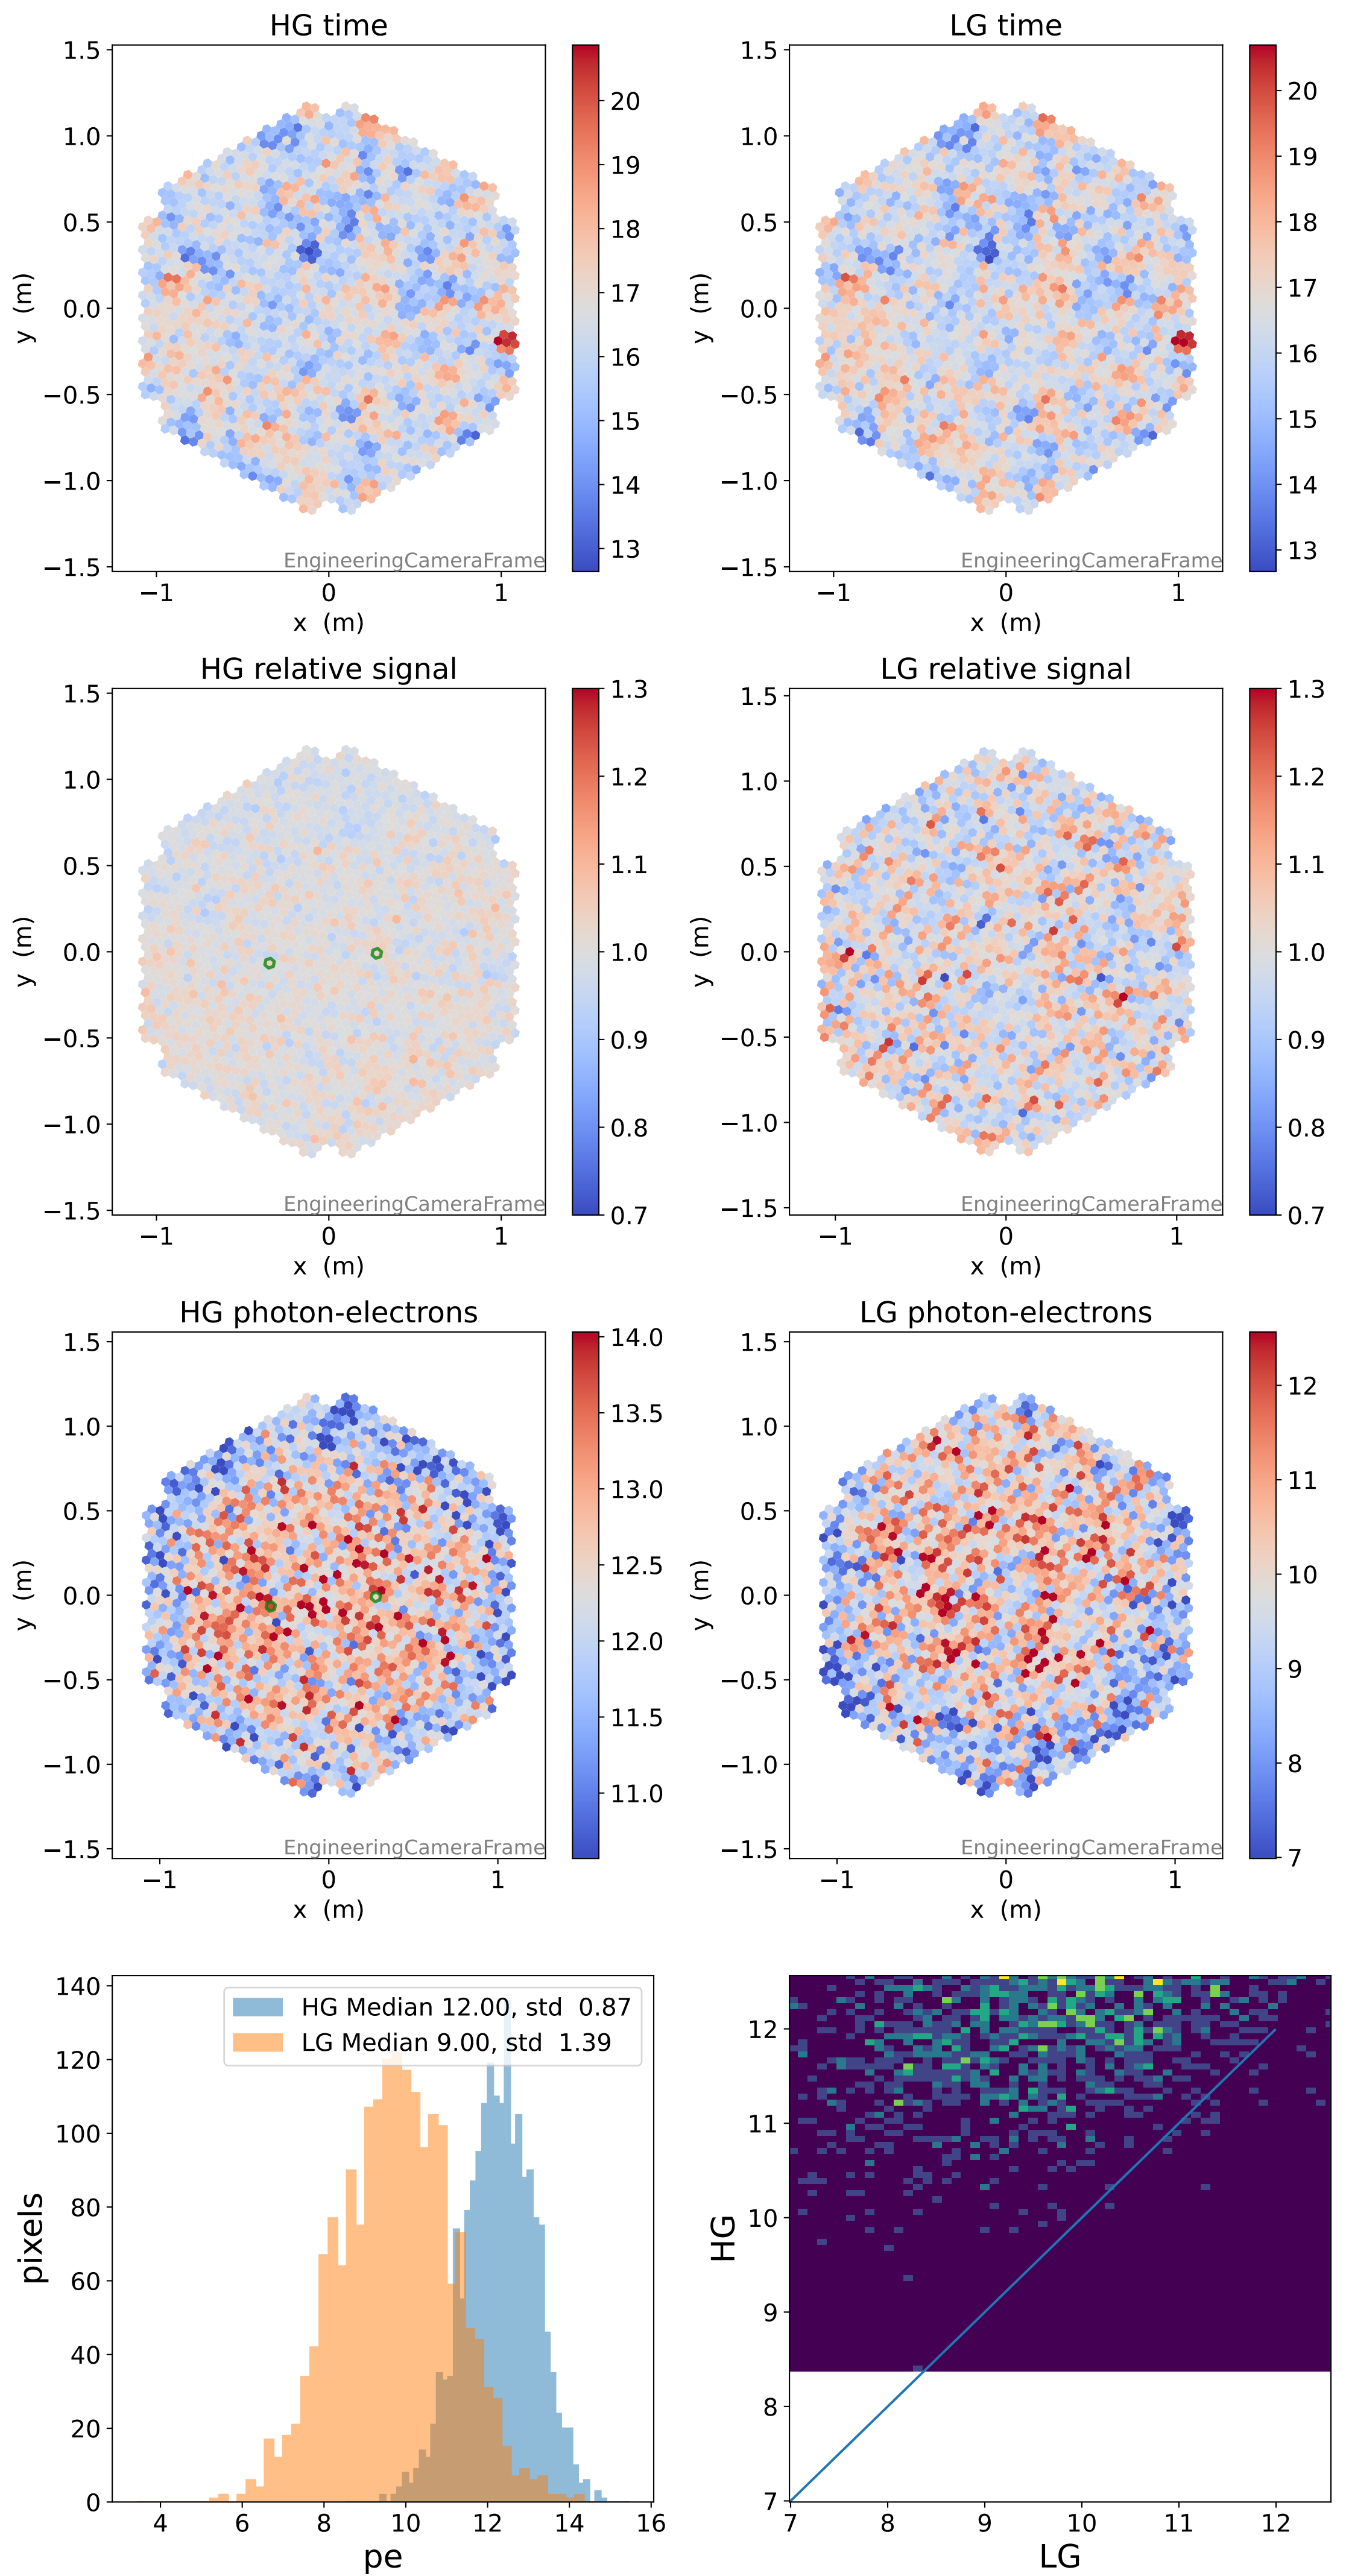 HG time
LG time
1.5
1.0
0.5
0.0
−0.5
−1.0
−1.5
y (m)
−1 0 1
x (m)
EngineeringCameraFrame
20
19
18
17
16
15
14
13
1.5
1.0
0.5
0.0
−0.5
−1.0
−1.5
y (m)
−1 0 1
x (m)
EngineeringCameraFrame
20
19
18
17
16
15
14
13
HG relative signal
LG relative signal
1.5
1.0
0.5
0.0
−0.5
−1.0
−1.5
y (m)
−1 0 1
x (m)
EngineeringCameraFrame
1.3
1.2
1.1
1.0
0.9
0.8
0.7
1.5
1.0
0.5
0.0
−0.5
−1.0
−1.5
y (m)
−1 0 1
x (m)
EngineeringCameraFrame
1.3
1.2
1.1
1.0
0.9
0.8
0.7
HG photon-electrons
LG photon-electrons
1.5
1.0
0.5
0.0
−0.5
−1.0
−1.5
y (m)
−1 0 1
x (m)
EngineeringCameraFrame
14.0
13.5
13.0
12.5
12.0
11.5
11.0
1.5
1.0
0.5
0.0
−0.5
−1.0
−1.5
y (m)
−1 0 1
x (m)
EngineeringCameraFrame
12
11
10
9
8
7
HG Median 12.00, std 0.87
LG Median 9.00, std 1.39
140
120
100
80
60
40
20
0
pixels
4 6 8 10 12 14 16
pe
12
11
10
9
8
7
HG
7 8 9 10 11 12
LG